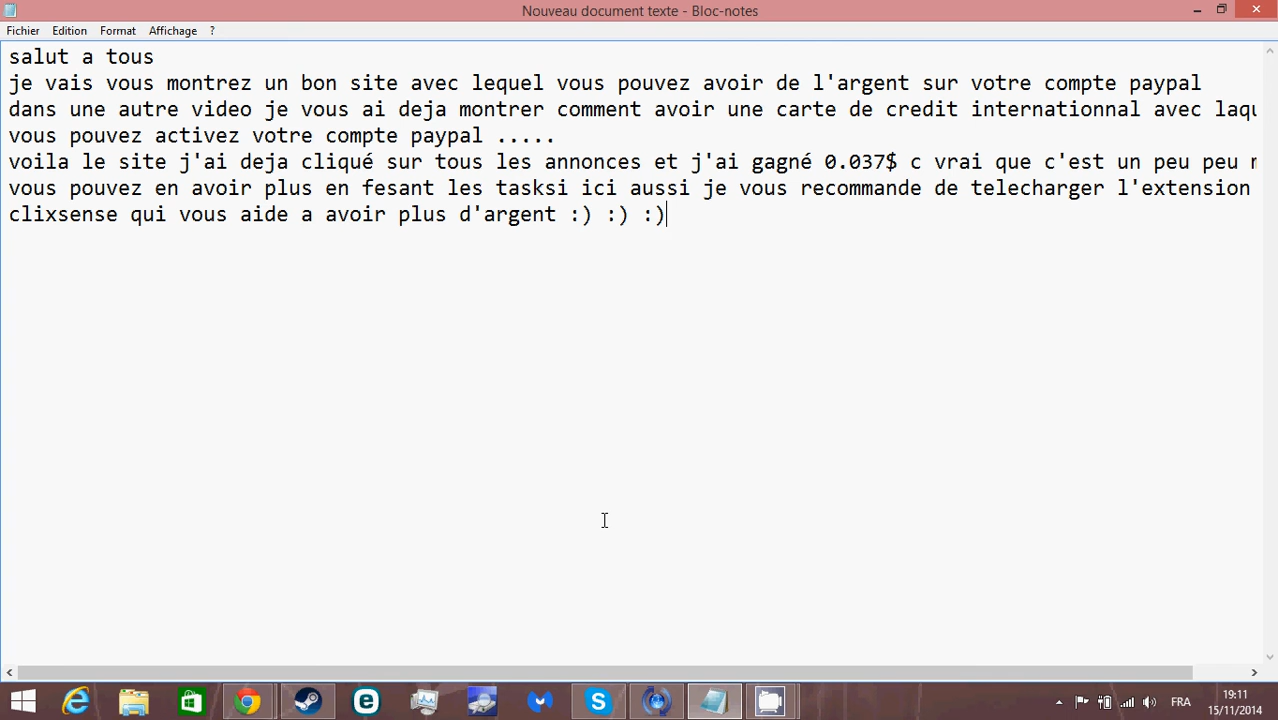 Nouveau document texte - Bloc-notes
Fichier Edition Format Affichage ?
salut a tous
je vais vous montrez un bon site avec lequel vous pouvez avoir de l'argent sur votre compte paypal
dans une autre video je vous ai deja montrer comment avoir une carte de credit internationnal avec
vous pouvez activez votre compte paypal .....
voila le site j'ai deja cliqué sur tous les annonces et j'ai gagné 0.037$ c vrai que c'est un peu peu
vous pouvez en avoir plus en fesant les tasksi ici aussi je vous recommande de telecharger l'extension
clixsense qui vous aide a avoir plus d'argent :) :) :)
FRA
19:11
15/11/2014